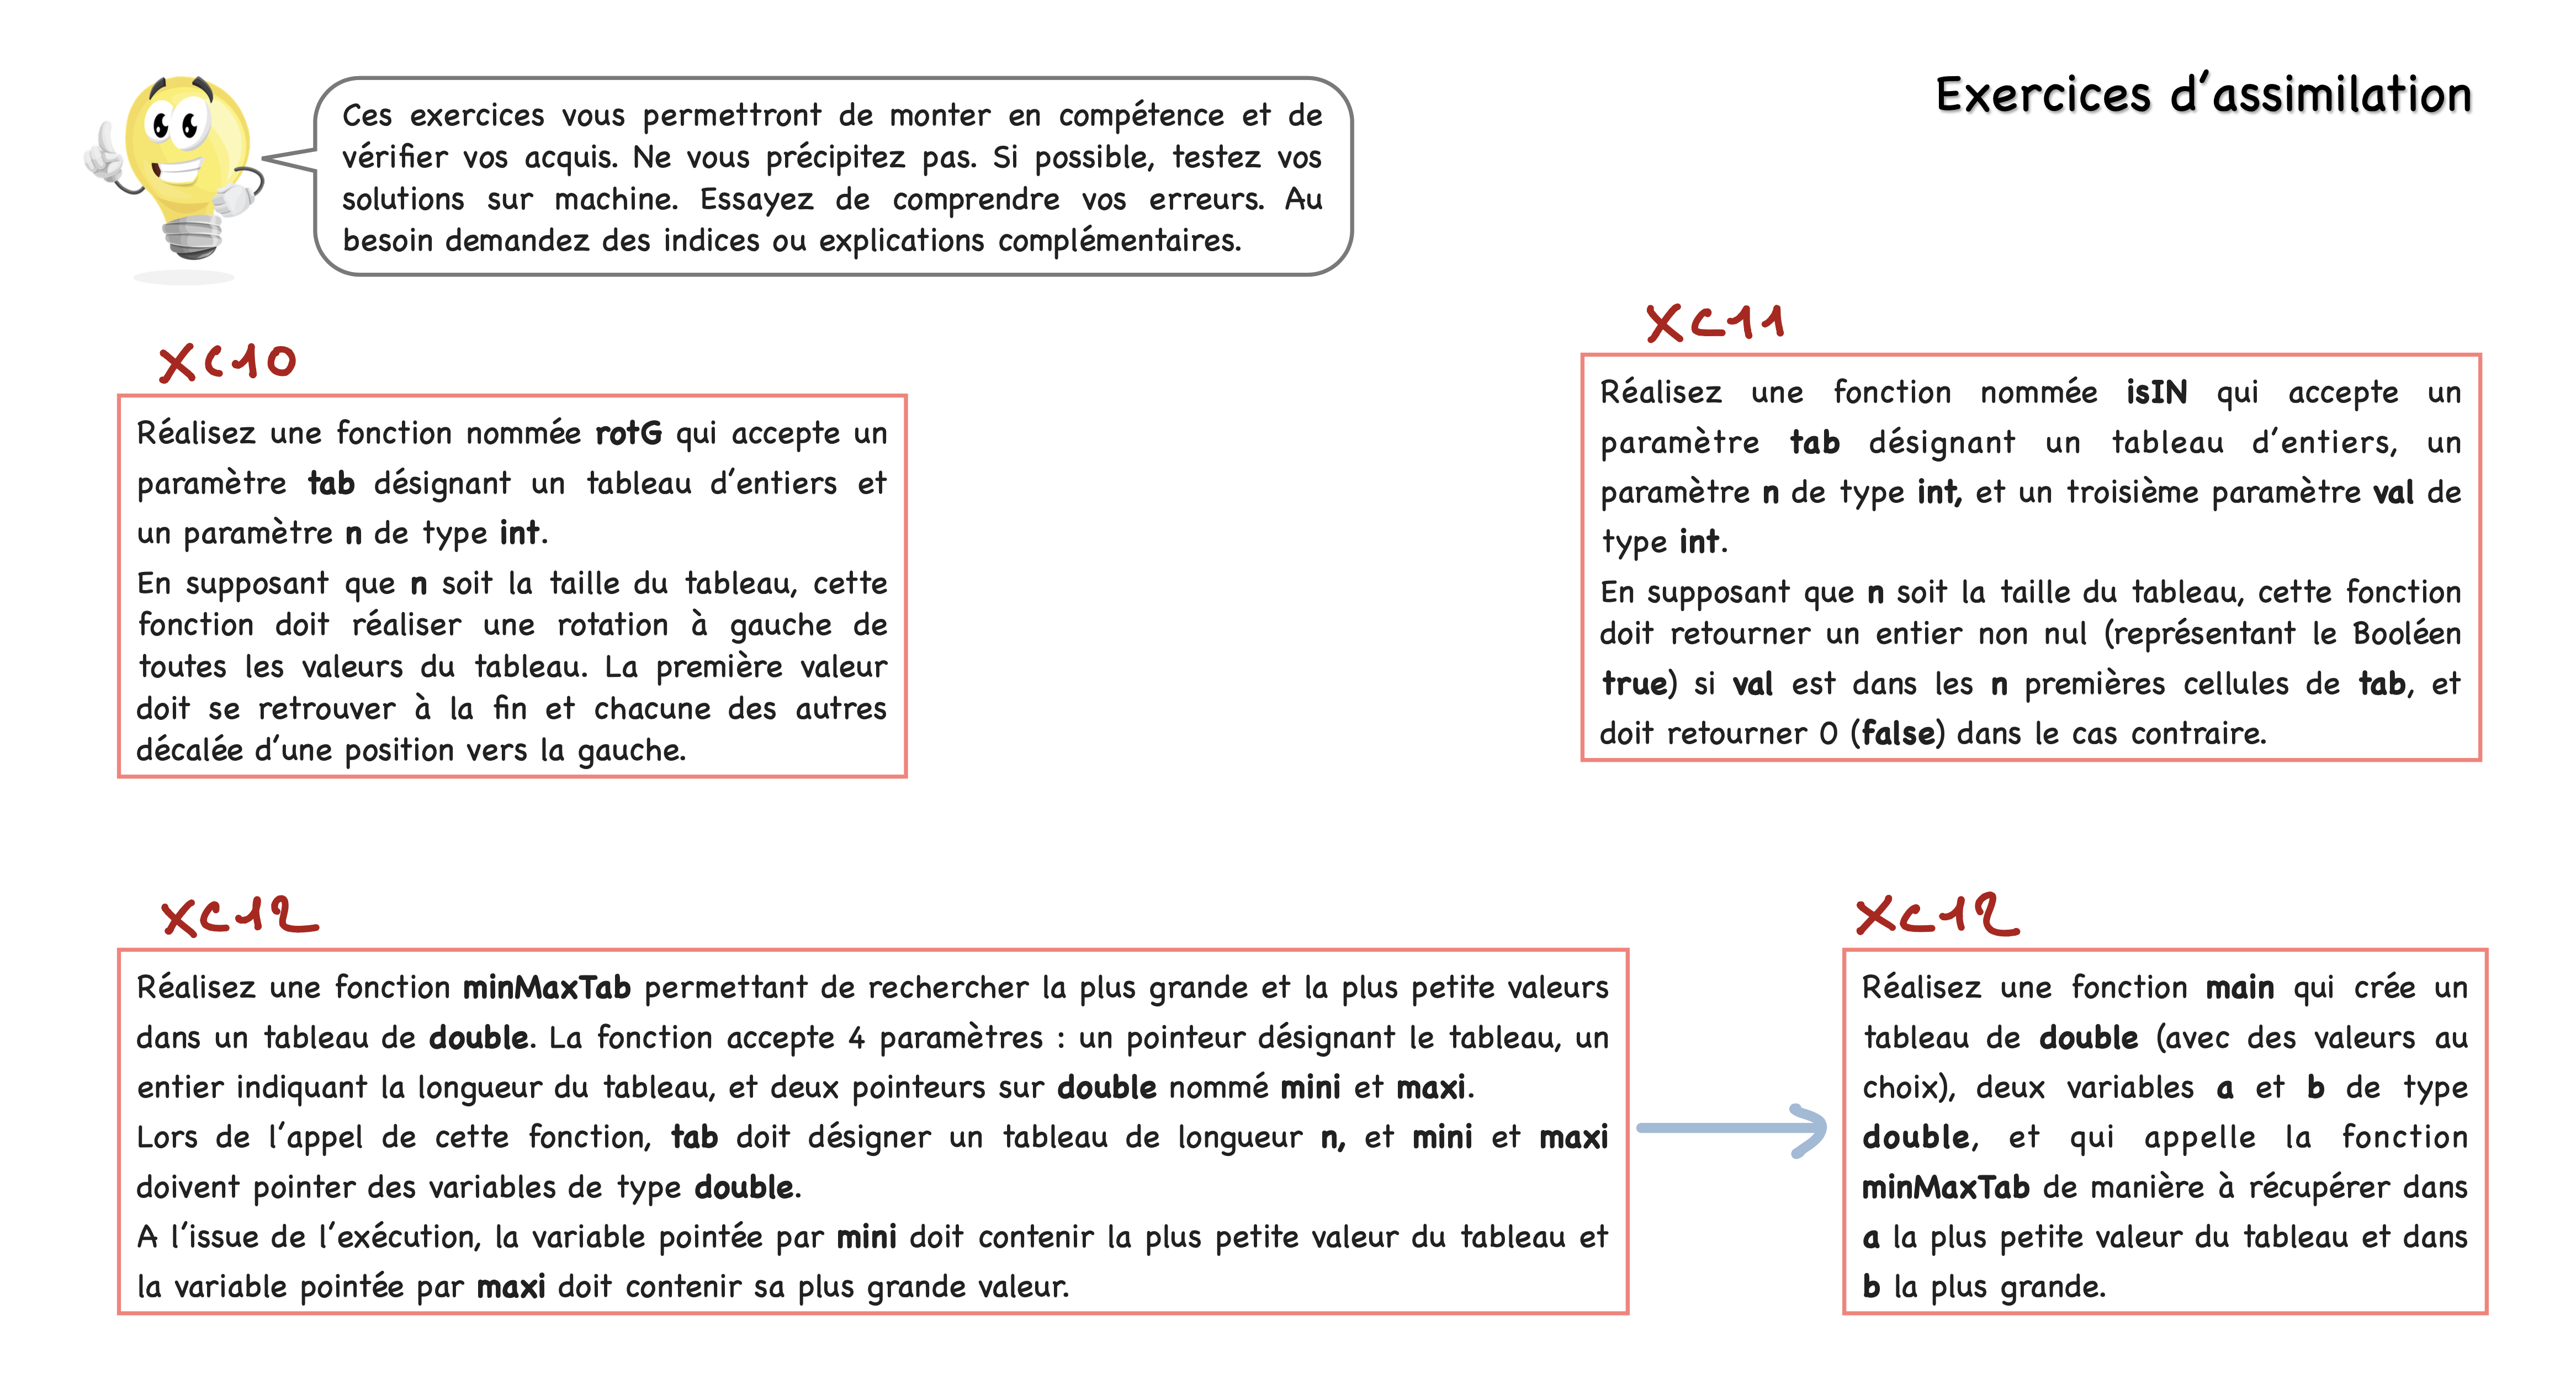 Exercices d'assimilation
Ces exercices vous permettront de monter en compétence et de
vérifier vos acquis. Ne vous précipitez pas. Si possible, testez vos
solutions sur machine. Essayez de comprendre vos erreurs. Au
besoin demandez des indices ou explications complémentaires.
XC10
Réalisez une fonction nommée rotG qui accepte un
paramètre tab désignant un tableau d'entiers et
un paramètre n de type int.
En supposant que n soit la taille du tableau, cette
fonction doit réaliser une rotation à gauche de
toutes les valeurs du tableau. La première valeur
doit se retrouver à la fin et chacune des autres
décalée d'une position vers la gauche.
XC11
Réalisez une fonction nommée isIN qui accepte un
paramètre tab désignant un tableau d'entiers, un
paramètre n de type int, et un troisième paramètre val de
type int.
En supposant que n soit la taille du tableau, cette fonction
doit retourner un entier non nul (représentant le Booléen
true) si val est dans les n premières cellules de tab, et
doit retourner 0 (false) dans le cas contraire.
XC12
Réalisez une fonction minMaxTab permettant de rechercher la plus grande et la plus petite valeurs
dans un tableau de double. La fonction accepte 4 paramètres : un pointeur désignant le tableau, un
entier indiquant la longueur du tableau, et deux pointeurs sur double nommé mini et maxi.
Lors de l'appel de cette fonction, tab doit désigner un tableau de longueur n, et mini et maxi
doivent pointer des variables de type double.
A l'issue de l'exécution, la variable pointée par mini doit contenir la plus petite valeur du tableau et
la variable pointée par maxi doit contenir sa plus grande valeur.
XC12
Réalisez une fonction main qui crée un
tableau de double (avec des valeurs au
choix), deux variables a et b de type
double, et qui appelle la fonction
minMaxTab de manière à récupérer dans
a la plus petite valeur du tableau et dans
b la plus grande.